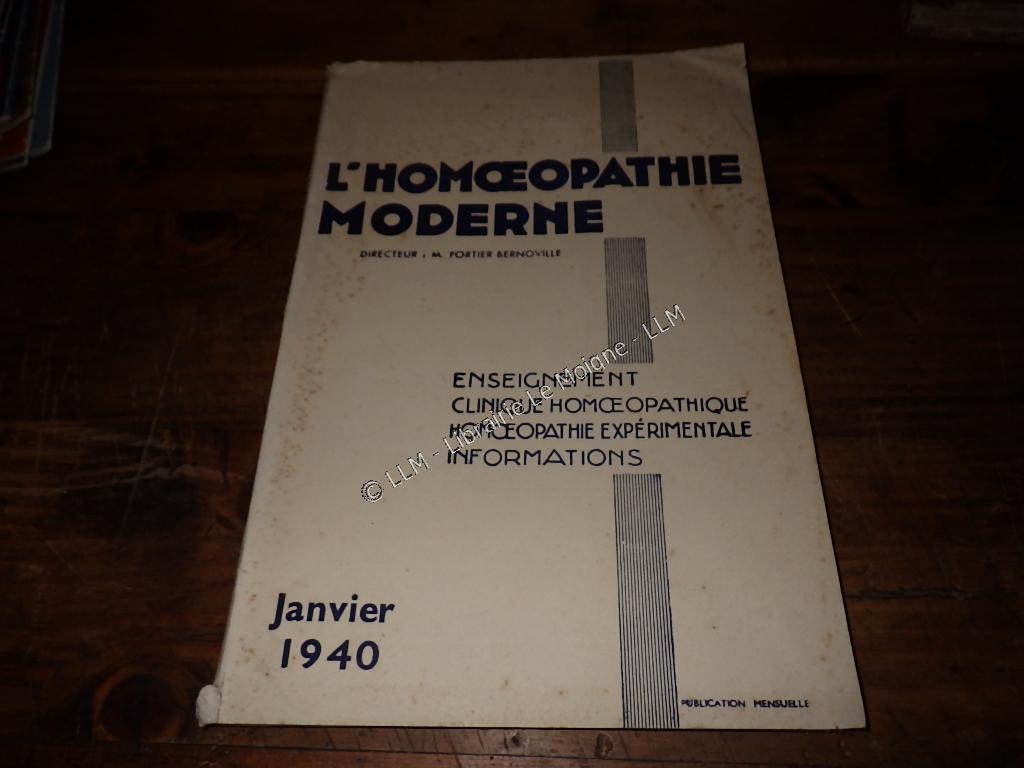 L'HOMŒOPATHIE
MODERNE
DIRECTEUR : M. FORTIER BERNOVILLE
ENSEIGNEMENT
CLINIQUE HOMŒOPATHIQUE
HOMŒOPATHIE EXPÉRIMENTALE
INFORMATIONS
© LLM - Librairie Le Moigne - LLM
Janvier
1940
PUBLICATION MENSUELLE